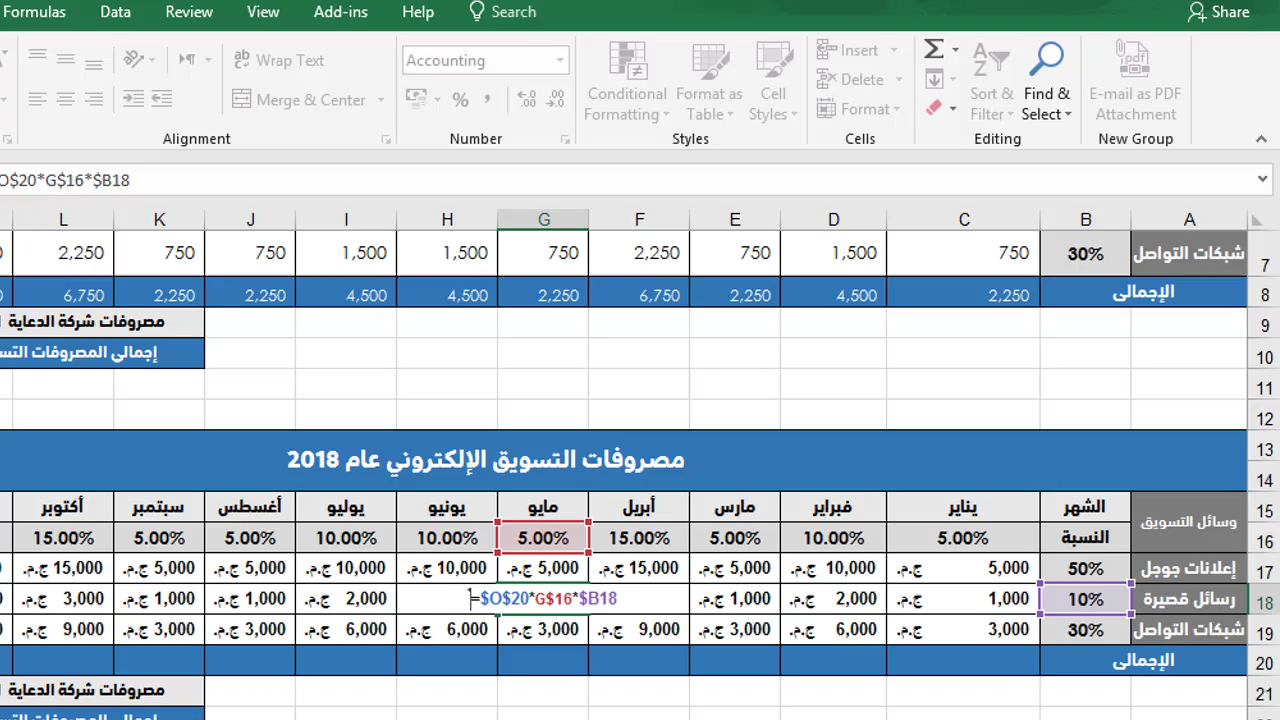 Formulas Data Review View Add-ins Help Search Share
Wrap Text Accounting Insert
Merge & Center % , Conditional Formatting Format as Table Cell Styles Delete Format Sort & Filter Find & Select E-mail as PDF Attachment
Alignment Number Styles Cells Editing New Group
O$20*G$16*$B18
L K J I H G F E D C B A
7 شبكات التواصل 30% 750 1,500 750 2,250 750 1,500 1,500 750 750 2,250
8 الإجمالى 2,250 4,500 2,250 6,750 2,250 4,500 4,500 2,250 2,250 6,750
9 مصروفات شركة الدعاية
10 إجمالي المصروفات
11
12
13 مصروفات التسويق الإلكتروني عام 2018
14
15 وسائل التسويق الشهر يناير فبراير مارس أبريل مايو يونيو يوليو أغسطس سبتمبر أكتوبر
16 النسبة 5.00% 10.00% 5.00% 15.00% 5.00% 10.00% 10.00% 5.00% 5.00% 15.00%
17 إعلانات جوجل 50% 5,000 ج.م. 10,000 ج.م. 5,000 ج.م. 15,000 ج.م. 5,000 ج.م. 10,000 ج.م. 10,000 ج.م. 5,000 ج.م. 5,000 ج.م. 15,000 ج.م.
18 رسائل قصيرة 10% 1,000 ج.م. 2,000 ج.م. 1,000 ج.م. =$O$20*G$16*$B18 2,000 ج.م. 1,000 ج.م. 1,000 ج.م. 3,000 ج.م.
19 شبكات التواصل 30% 3,000 ج.م. 6,000 ج.م. 3,000 ج.م. 9,000 ج.م. 3,000 ج.م. 6,000 ج.م. 6,000 ج.م. 3,000 ج.م. 3,000 ج.م. 9,000 ج.م.
20 الإجمالى
21 مصروفات شركة الدعاية